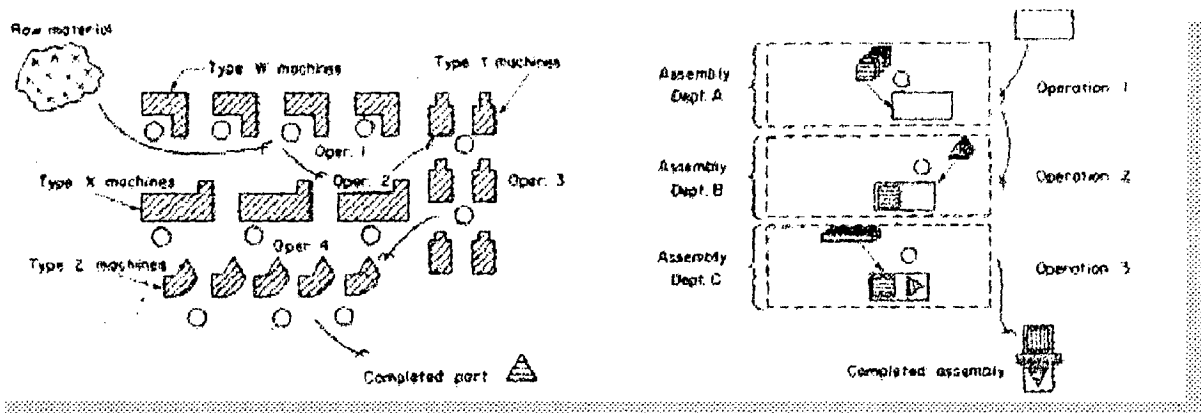 Raw material
Type W machines
Type Y machines
Oper. 1
Type X machines
Oper. 2
Oper. 3
Oper 4
Type Z machines
Completed part
Assembly
Dept. A
Operation 1
Assembly
Dept. B
Operation 2
Assembly
Dept. C
Operation 3
Completed assembly